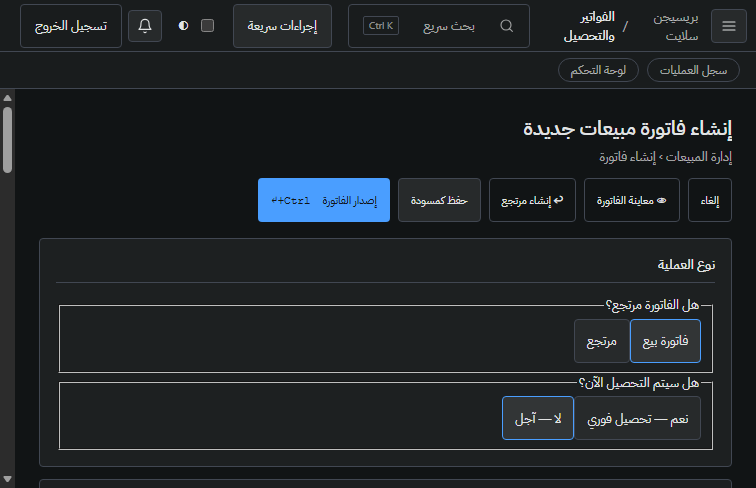 بريسيجن سلايت
/
الفواتير والتحصيل
بحث سريع Ctrl K
إجراءات سريعة
تسجيل الخروج
سجل العمليات
لوحة التحكم
إنشاء فاتورة مبيعات جديدة
إدارة المبيعات › إنشاء فاتورة
إلغاء
👁 معاينة الفاتورة
↩ إنشاء مرتجع
حفظ كمسودة
إصدار الفاتورة Ctrl+↵
نوع العملية
هل الفاتورة مرتجع؟
فاتورة بيع
مرتجع
هل سيتم التحصيل الآن؟
نعم — تحصيل فوري
لا — آجل